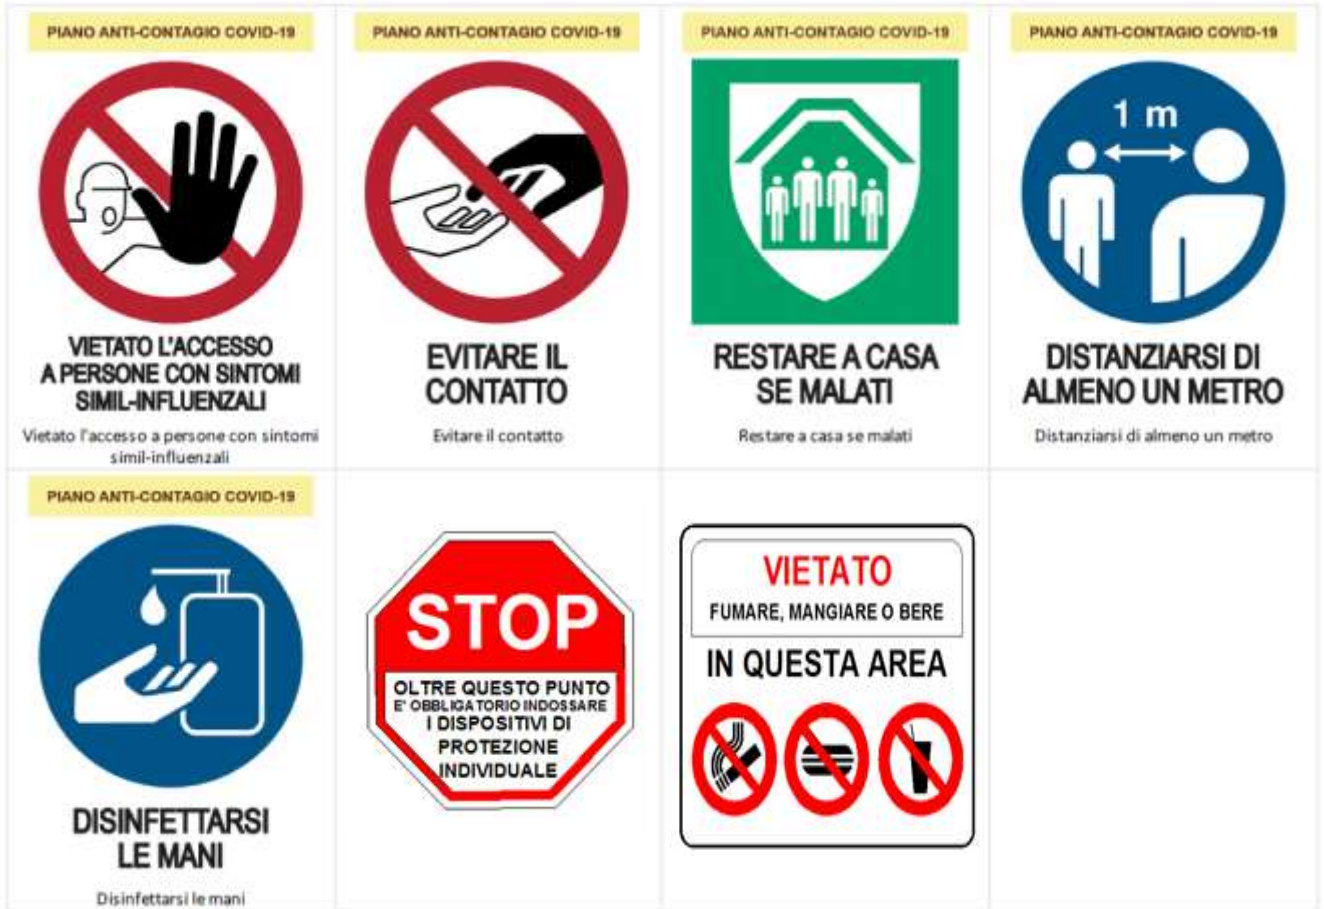 PIANO ANTI-CONTAGIO COVID-19
VIETATO L'ACCESSO
A PERSONE CON SINTOMI
SIMIL-INFLUENZALI
Vietato l'accesso a persone con sintomi
simil-influenzali
PIANO ANTI-CONTAGIO COVID-19
EVITARE IL
CONTATTO
Evitare il contatto
PIANO ANTI-CONTAGIO COVID-19
RESTARE A CASA
SE MALATI
Restare a casa se malati
PIANO ANTI-CONTAGIO COVID-19
1 m
DISTANZIARSI DI
ALMENO UN METRO
Distanziarsi di almeno un metro
PIANO ANTI-CONTAGIO COVID-19
DISINFETTARSI
LE MANI
Disinfettarsi le mani
STOP
OLTRE QUESTO PUNTO
E' OBBLIGATORIO INDOSSARE
I DISPOSITIVI DI
PROTEZIONE
INDIVIDUALE
VIETATO
FUMARE, MANGIARE O BERE
IN QUESTA AREA